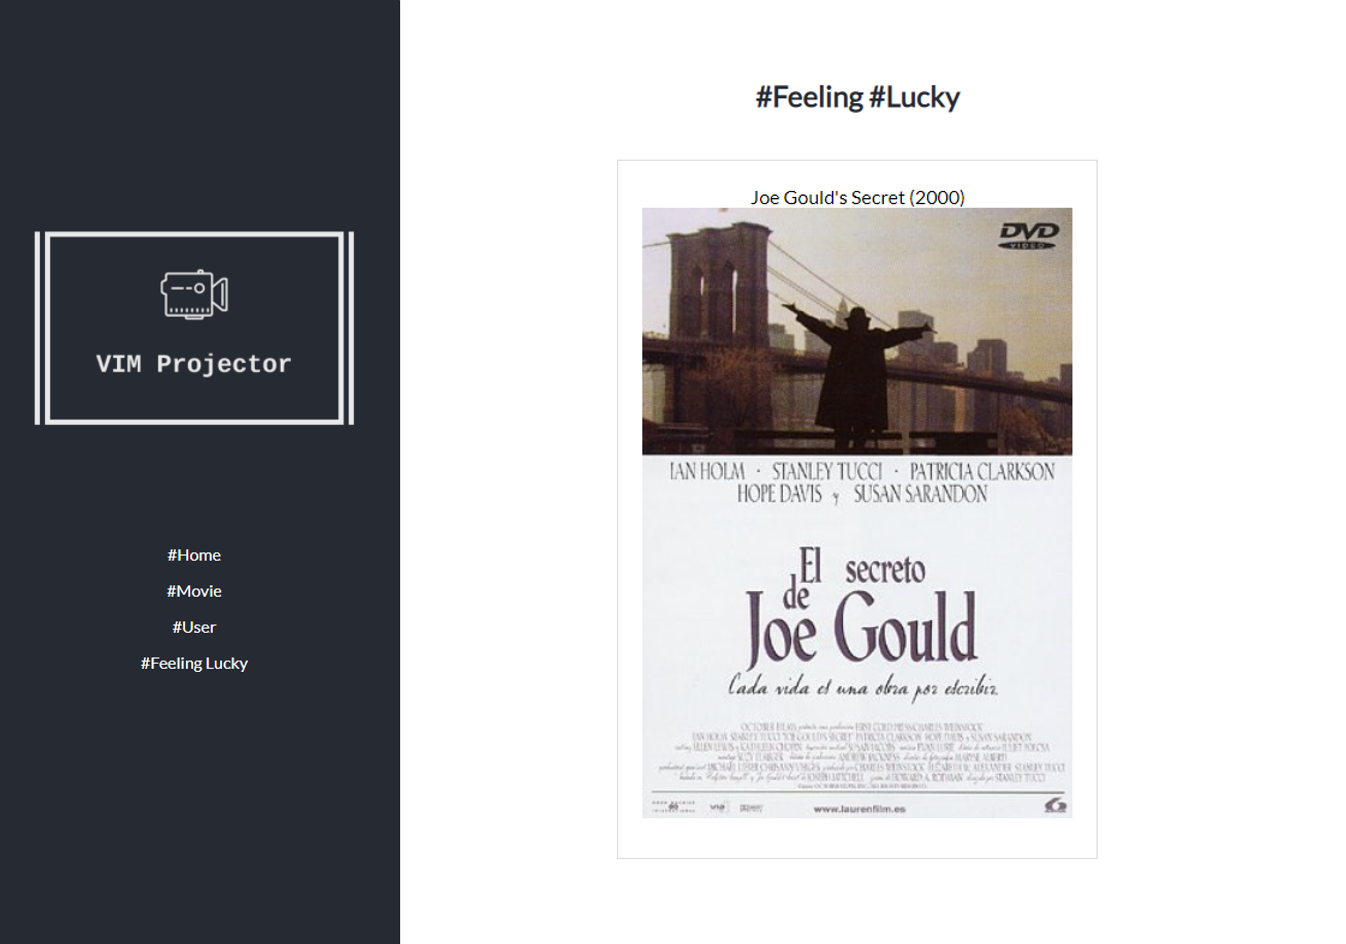 VIM Projector
#Home
#Movie
#User
#Feeling Lucky
#Feeling #Lucky
Joe Gould's Secret (2000)
DVD
VIDEO
IAN HOLM · STANLEY TUCCI · PATRICIA CLARKSON
HOPE DAVIS y SUSAN SARANDON
El secreto
de
Joe Gould
Cada vida es una obra por escribir.
www.laurenfilm.es